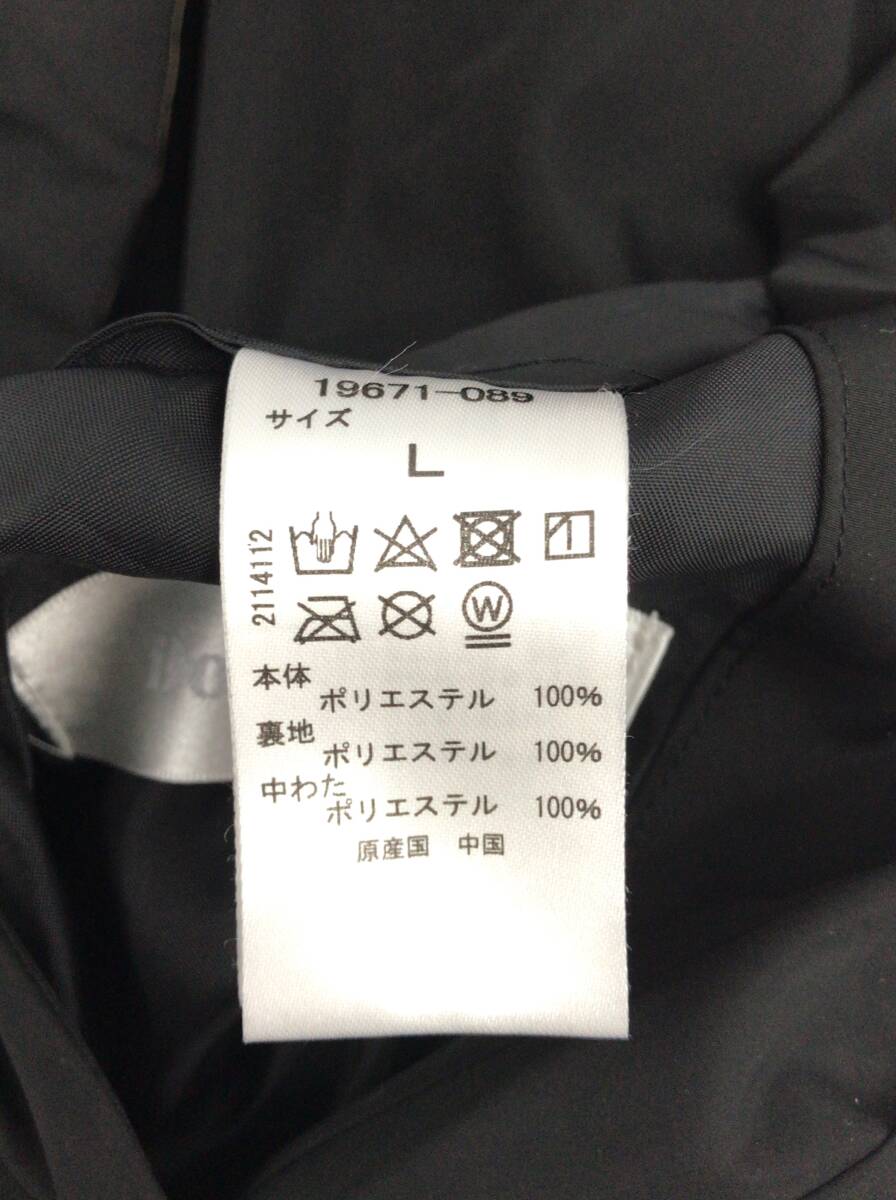 19671-089
サイズ
L
2114112
W
本体
ポリエステル 100%
裏地
ポリエステル 100%
中わた
ポリエステル 100%
原産国 中国